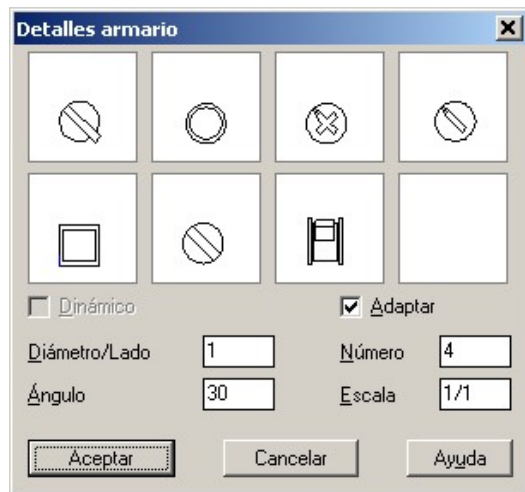 Detalles armario
Dinámico Adaptar
Diámetro/Lado 1 Número 4
Ángulo 30 Escala 1/1
Aceptar Cancelar Ayuda